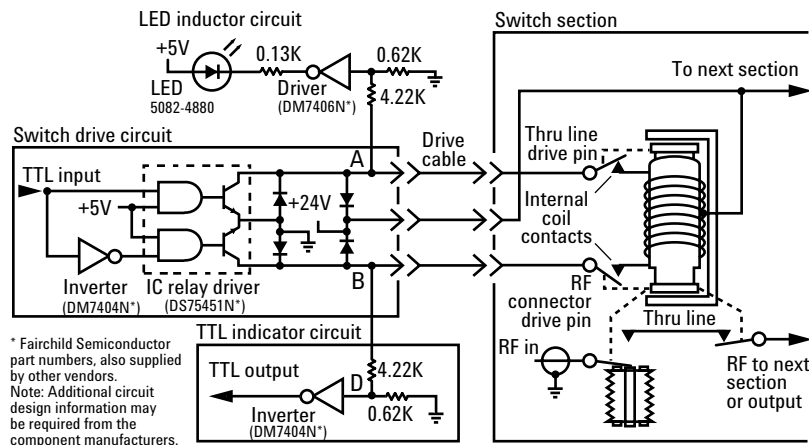 LED inductor circuit
+5V
0.13K
0.62K
LED
5082-4880
Driver
(DM7406N*)
4.22K
Switch section
To next section
Switch drive circuit
A
Drive
cable
Thru line
drive pin
TTL input
+5V
+24V
Internal
coil
contacts
Inverter
(DM7404N*)
IC relay driver
(DS75451N*)
B
RF
connector
drive pin
Thru line
TTL indicator circuit
RF in
RF to next
section
or output
* Fairchild Semiconductor
part numbers, also supplied
by other vendors.
Note: Additional circuit
design information may
be required from the
component manufacturers.
TTL output
D
4.22K
0.62K
Inverter
(DM7404N*)